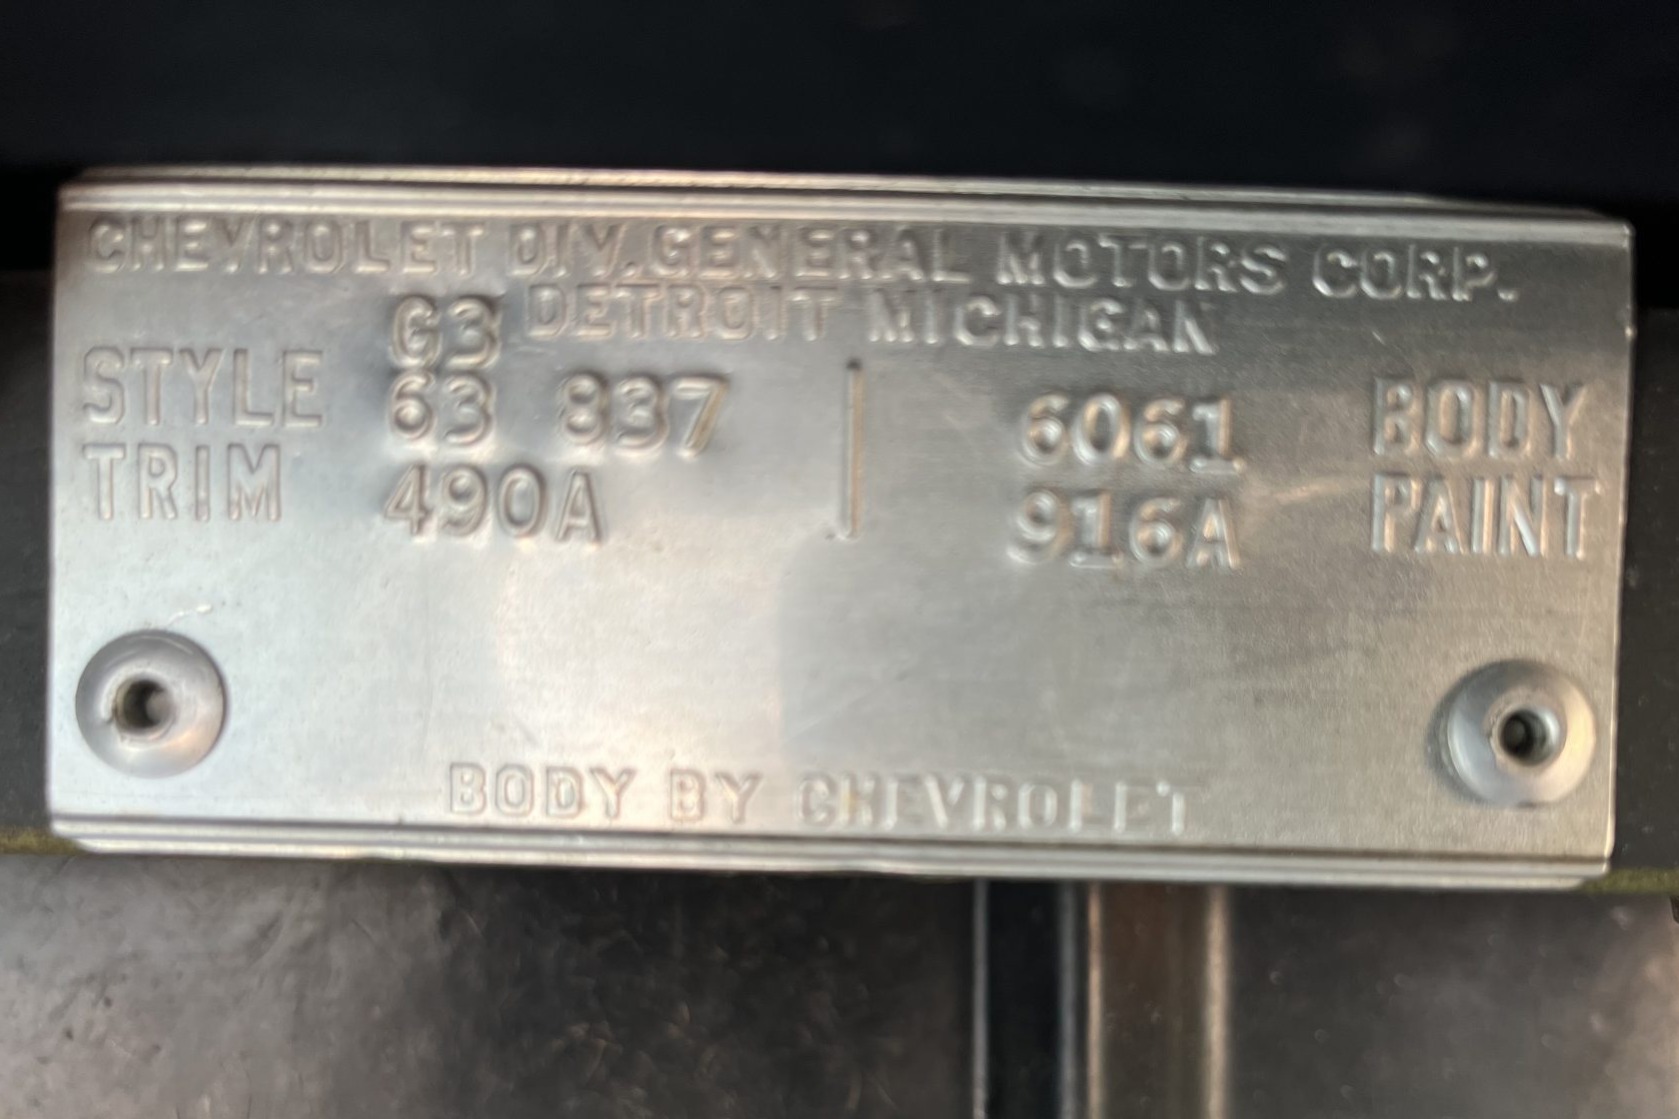 CHEVROLET DIV. GENERAL MOTORS CORP.
G3 DETROIT MICHIGAN
STYLE 63 837 | 6061 BODY
TRIM 490A 916A PAINT
BODY BY CHEVROLET